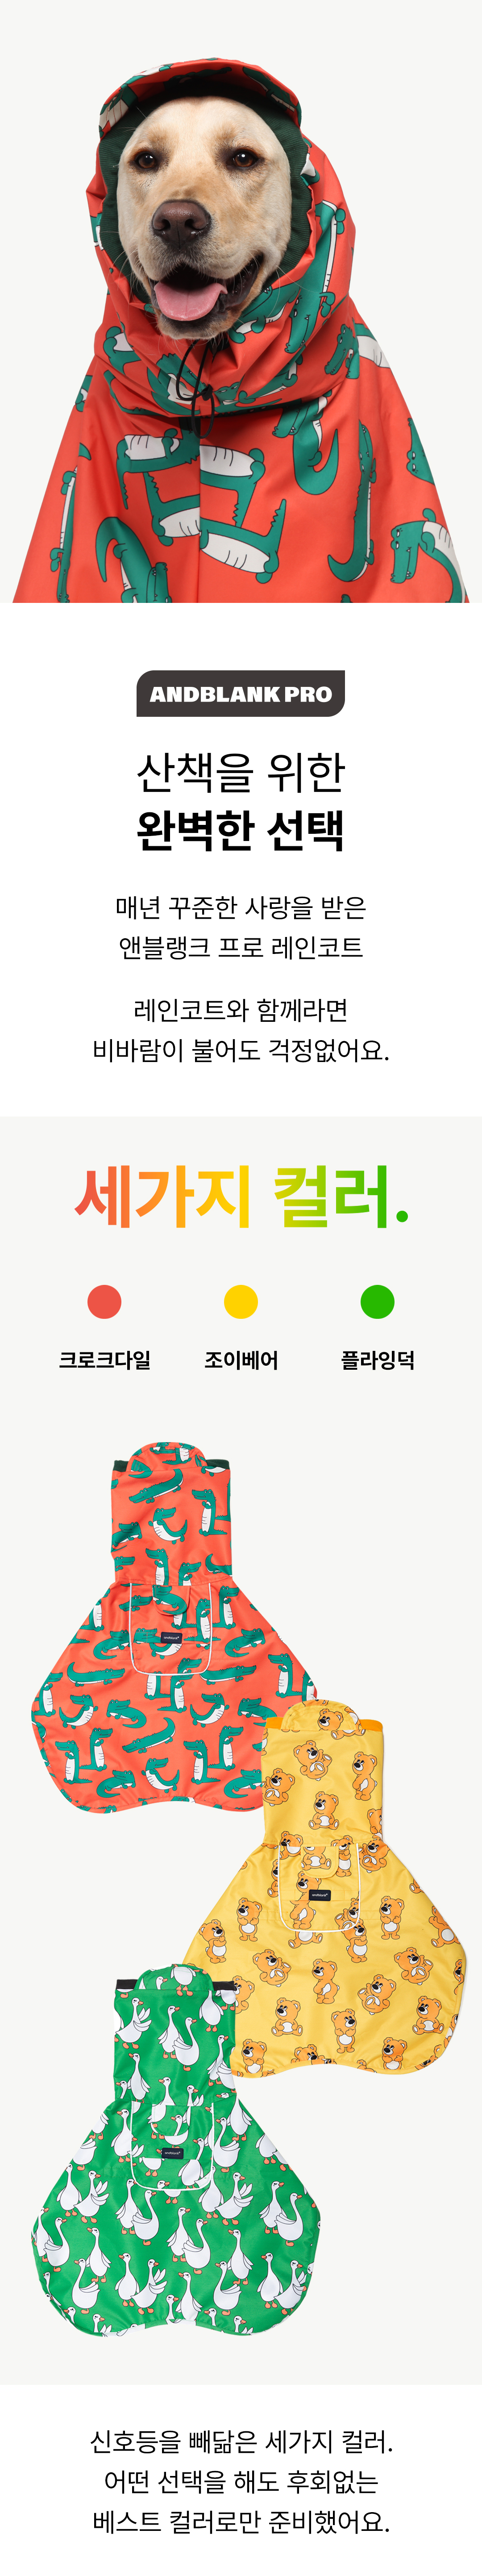 ANDBLANK PRO
산책을 위한
완벽한 선택
매년 꾸준한 사랑을 받은
앤블랭크 프로 레인코트
레인코트와 함께라면
비바람이 불어도 걱정없어요.
세가지 컬러.
크로크다일 조이베어 플라잉덕
신호등을 빼닮은 세가지 컬러.
어떤 선택을 해도 후회없는
베스트 컬러로만 준비했어요.